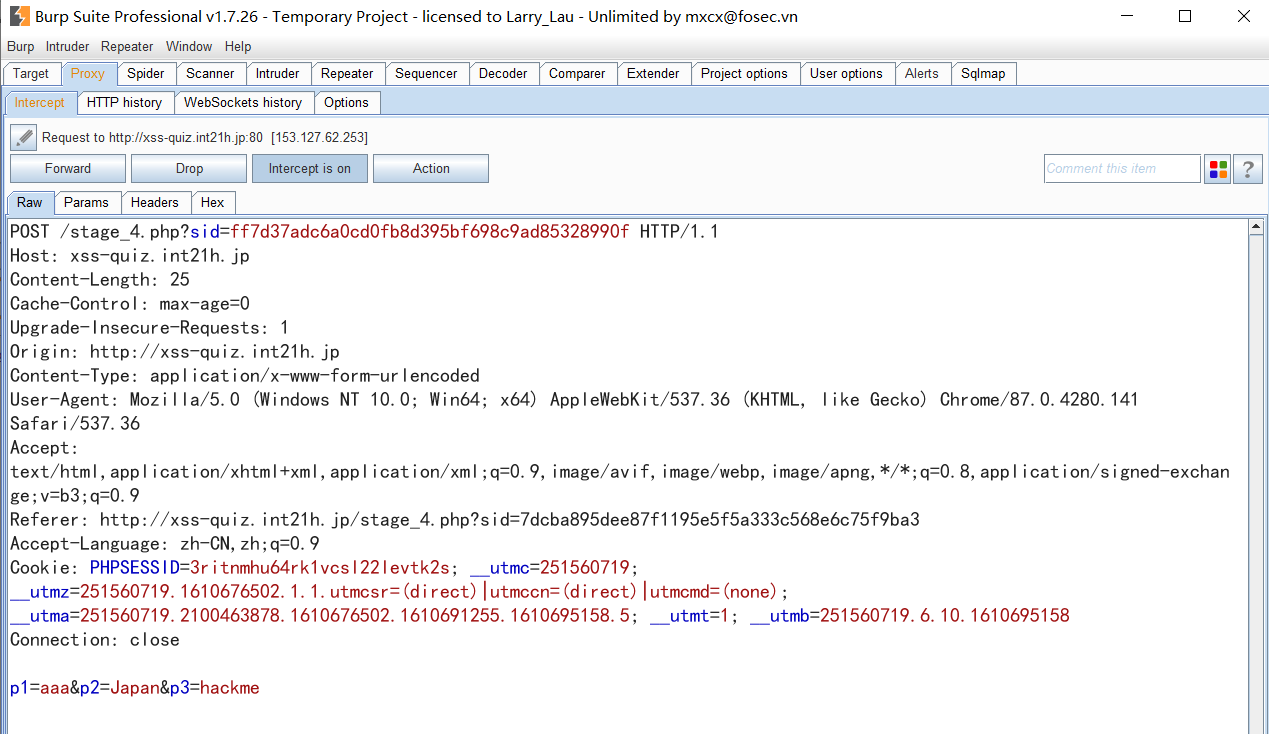 Burp Suite Professional v1.7.26 - Temporary Project - licensed to Larry_Lau - Unlimited by mxcx@fosec.vn
Burp Intruder Repeater Window Help
Target Proxy Spider Scanner Intruder Repeater Sequencer Decoder Comparer Extender Project options User options Alerts Sqlmap
Intercept HTTP history WebSockets history Options
Request to http://xss-quiz.int21h.jp:80 [153.127.62.253]
Forward Drop Intercept is on Action Comment this item ?
Raw Params Headers Hex
POST /stage_4.php?sid=ff7d37adc6a0cd0fb8d395bf698c9ad85328990f HTTP/1.1
Host: xss-quiz.int21h.jp
Content-Length: 25
Cache-Control: max-age=0
Upgrade-Insecure-Requests: 1
Origin: http://xss-quiz.int21h.jp
Content-Type: application/x-www-form-urlencoded
User-Agent: Mozilla/5.0 (Windows NT 10.0; Win64; x64) AppleWebKit/537.36 (KHTML, like Gecko) Chrome/87.0.4280.141
Safari/537.36
Accept:
text/html,application/xhtml+xml,application/xml;q=0.9,image/avif,image/webp,image/apng,*/*;q=0.8,application/signed-exchan
ge;v=b3;q=0.9
Referer: http://xss-quiz.int21h.jp/stage_4.php?sid=7dcba895dee87f1195e5f5a333c568e6c75f9ba3
Accept-Language: zh-CN,zh;q=0.9
Cookie: PHPSESSID=3ritnmhu64rk1vcsl22levtk2s; __utmc=251560719;
__utmz=251560719.1610676502.1.1.utmcsr=(direct)|utmccn=(direct)|utmcmd=(none);
__utma=251560719.2100463878.1610676502.1610691255.1610695158.5; __utmt=1; __utmb=251560719.6.10.1610695158
Connection: close
p1=aaa&p2=Japan&p3=hackme